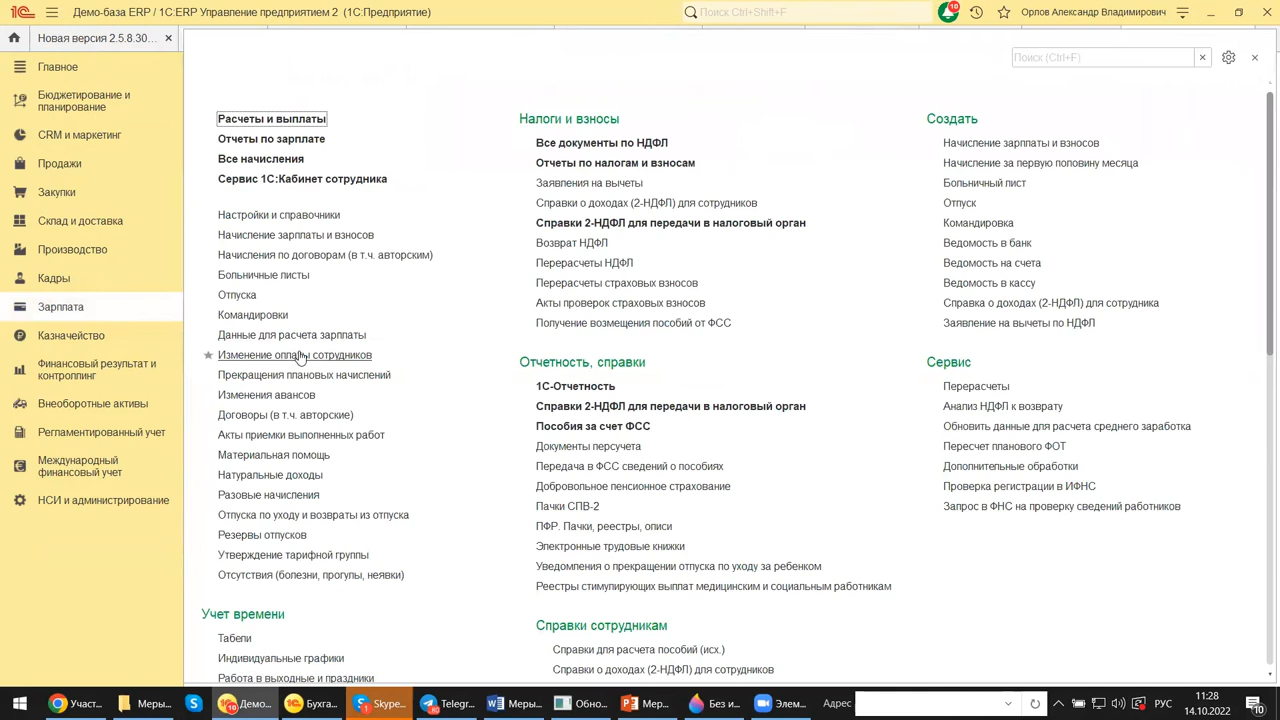 Демо-база ERP / 1С:ERP Управление предприятием 2 (1С:Предприятие)
Поиск Ctrl+Shift+F
10
Орлов Александр Владимирович
Новая версия 2.5.8.30...
Поиск (Ctrl+F)
Главное
Бюджетирование и
планирование
CRM и маркетинг
Продажи
Закупки
Склад и доставка
Производство
Кадры
Зарплата
Казначейство
Финансовый результат и
контроллинг
Внеоборотные активы
Регламентированный учет
Международный
финансовый учет
НСИ и администрирование
Расчеты и выплаты
Отчеты по зарплате
Все начисления
Сервис 1С:Кабинет сотрудника
Настройки и справочники
Начисление зарплаты и взносов
Начисления по договорам (в т.ч. авторским)
Больничные листы
Отпуска
Командировки
Данные для расчета зарплаты
Изменение оплаты сотрудников
Прекращения плановых начислений
Изменения авансов
Договоры (в т.ч. авторские)
Акты приемки выполненных работ
Материальная помощь
Натуральные доходы
Разовые начисления
Отпуска по уходу и возвраты из отпуска
Резервы отпусков
Утверждение тарифной группы
Отсутствия (болезни, прогулы, неявки)
Учет времени
Табели
Индивидуальные графики
Работа в выходные и праздники
Налоги и взносы
Все документы по НДФЛ
Отчеты по налогам и взносам
Заявления на вычеты
Справки о доходах (2-НДФЛ) для сотрудников
Справки 2-НДФЛ для передачи в налоговый орган
Возврат НДФЛ
Перерасчеты НДФЛ
Перерасчеты страховых взносов
Акты проверок страховых взносов
Получение возмещения пособий от ФСС
Отчетность, справки
1С-Отчетность
Справки 2-НДФЛ для передачи в налоговый орган
Пособия за счет ФСС
Документы персучета
Передача в ФСС сведений о пособиях
Добровольное пенсионное страхование
Пачки СПВ-2
ПФР. Пачки, реестры, описи
Электронные трудовые книжки
Уведомления о прекращении отпуска по уходу за ребенком
Реестры стимулирующих выплат медицинским и социальным работникам
Справки сотрудникам
Справки для расчета пособий (исх.)
Справки о доходах (2-НДФЛ) для сотрудников
Создать
Начисление зарплаты и взносов
Начисление за первую половину месяца
Больничный лист
Отпуск
Командировка
Ведомость в банк
Ведомость на счета
Ведомость в кассу
Справка о доходах (2-НДФЛ) для сотрудника
Заявление на вычеты по НДФЛ
Сервис
Перерасчеты
Анализ НДФЛ к возврату
Обновить данные для расчета среднего заработка
Пересчет планового ФОТ
Дополнительные обработки
Проверка регистрации в ИФНС
Запрос в ФНС на проверку сведений работников
Участ...
Меры...
Демо...
Бухга...
Skype...
Telegr...
Меры...
Обно...
Мер...
Без и...
Элем...
Адрес
РУС
11:28
14.10.2022